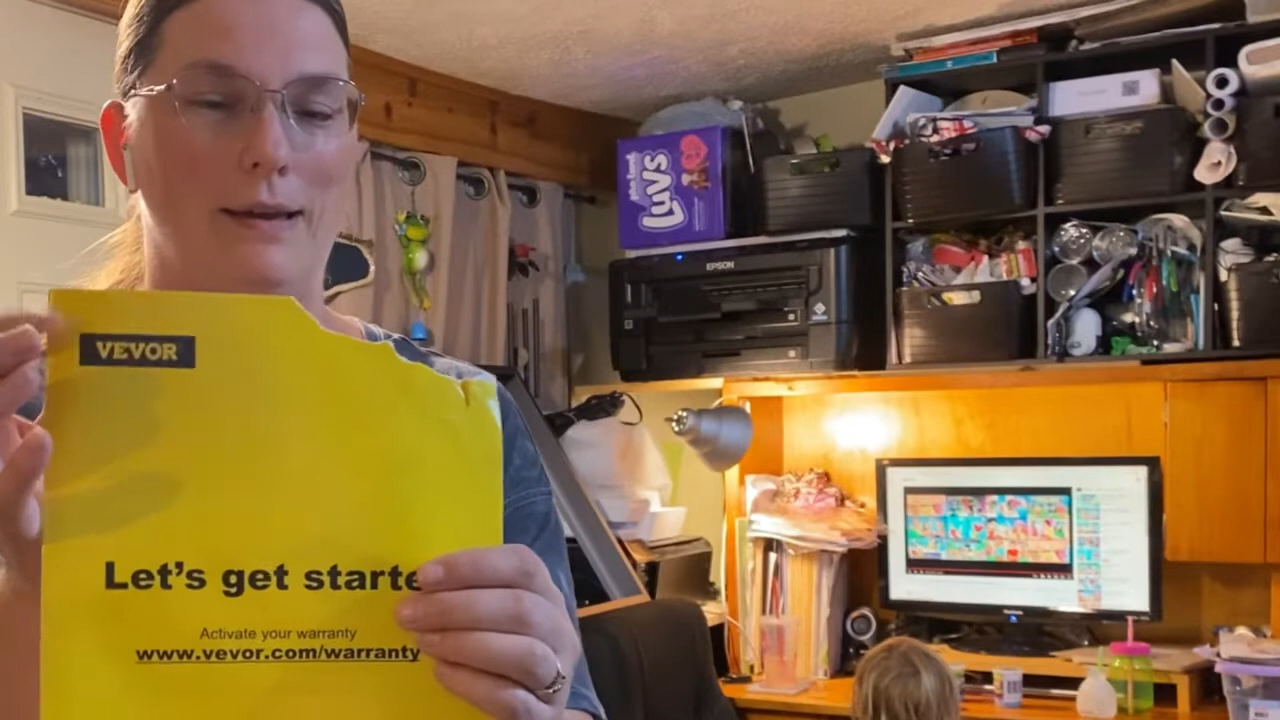 VEVOR
Let's get starte
Activate your warranty
www.vevor.com/warranty
Luvs
EPSON